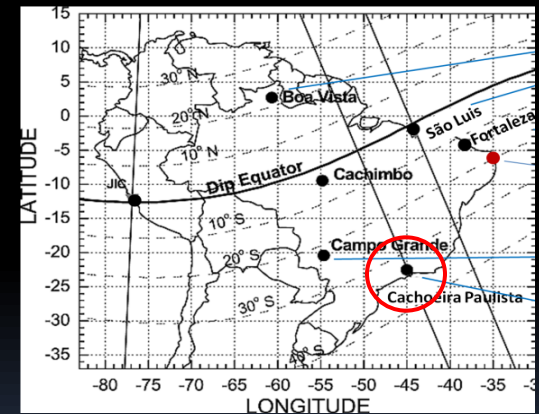 15
10
5
0
-5
-10
-15
-20
-25
-30
-35
LATITUDE
30° N
20° N
10° N
10° S
20° S
30° S
40° S
Boa Vista
São Luis
Fortaleza
Dip Equator
Cachimbo
JIC
Campo Grande
Cachoeira Paulista
-80 -75 -70 -65 -60 -55 -50 -45 -40 -35 -3
LONGITUDE